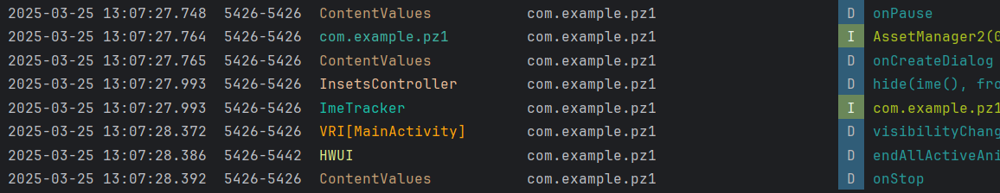 2025-03-25 13:07:27.748 5426-5426 ContentValues com.example.pz1 D onPause
2025-03-25 13:07:27.764 5426-5426 com.example.pz1 com.example.pz1 I AssetManager2(0
2025-03-25 13:07:27.765 5426-5426 ContentValues com.example.pz1 D onCreateDialog
2025-03-25 13:07:27.993 5426-5426 InsetsController com.example.pz1 D hide(ime(), fro
2025-03-25 13:07:27.993 5426-5426 ImeTracker com.example.pz1 I com.example.pz1
2025-03-25 13:07:28.372 5426-5426 VRI[MainActivity] com.example.pz1 D visibilityChang
2025-03-25 13:07:28.386 5426-5442 HWUI com.example.pz1 D endAllActiveAni
2025-03-25 13:07:28.392 5426-5426 ContentValues com.example.pz1 D onStop